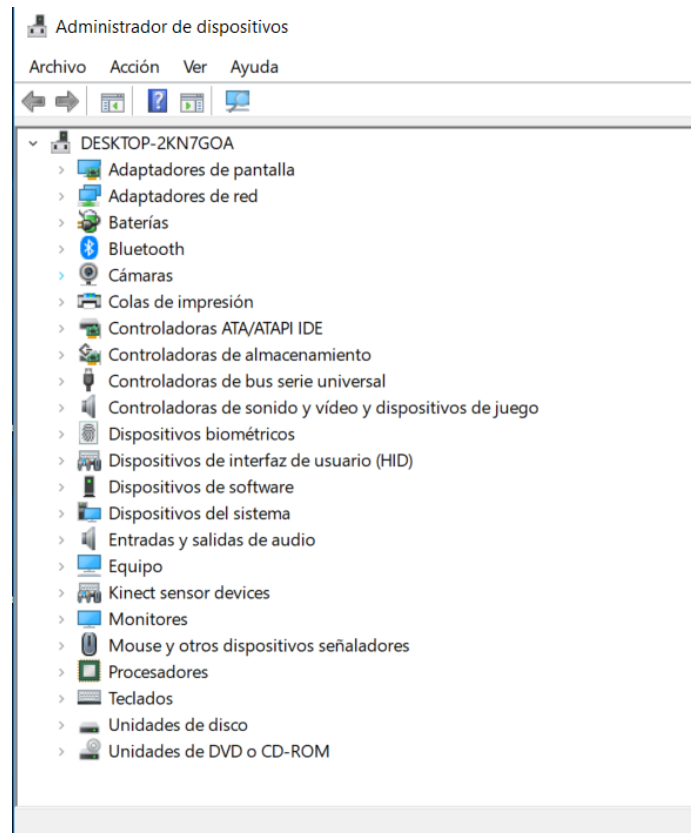 Administrador de dispositivos
Archivo Acción Ver Ayuda
DESKTOP-2KN7GOA
Adaptadores de pantalla
Adaptadores de red
Baterías
Bluetooth
Cámaras
Colas de impresión
Controladoras ATA/ATAPI IDE
Controladoras de almacenamiento
Controladoras de bus serie universal
Controladoras de sonido y vídeo y dispositivos de juego
Dispositivos biométricos
Dispositivos de interfaz de usuario (HID)
Dispositivos de software
Dispositivos del sistema
Entradas y salidas de audio
Equipo
Kinect sensor devices
Monitores
Mouse y otros dispositivos señaladores
Procesadores
Teclados
Unidades de disco
Unidades de DVD o CD-ROM